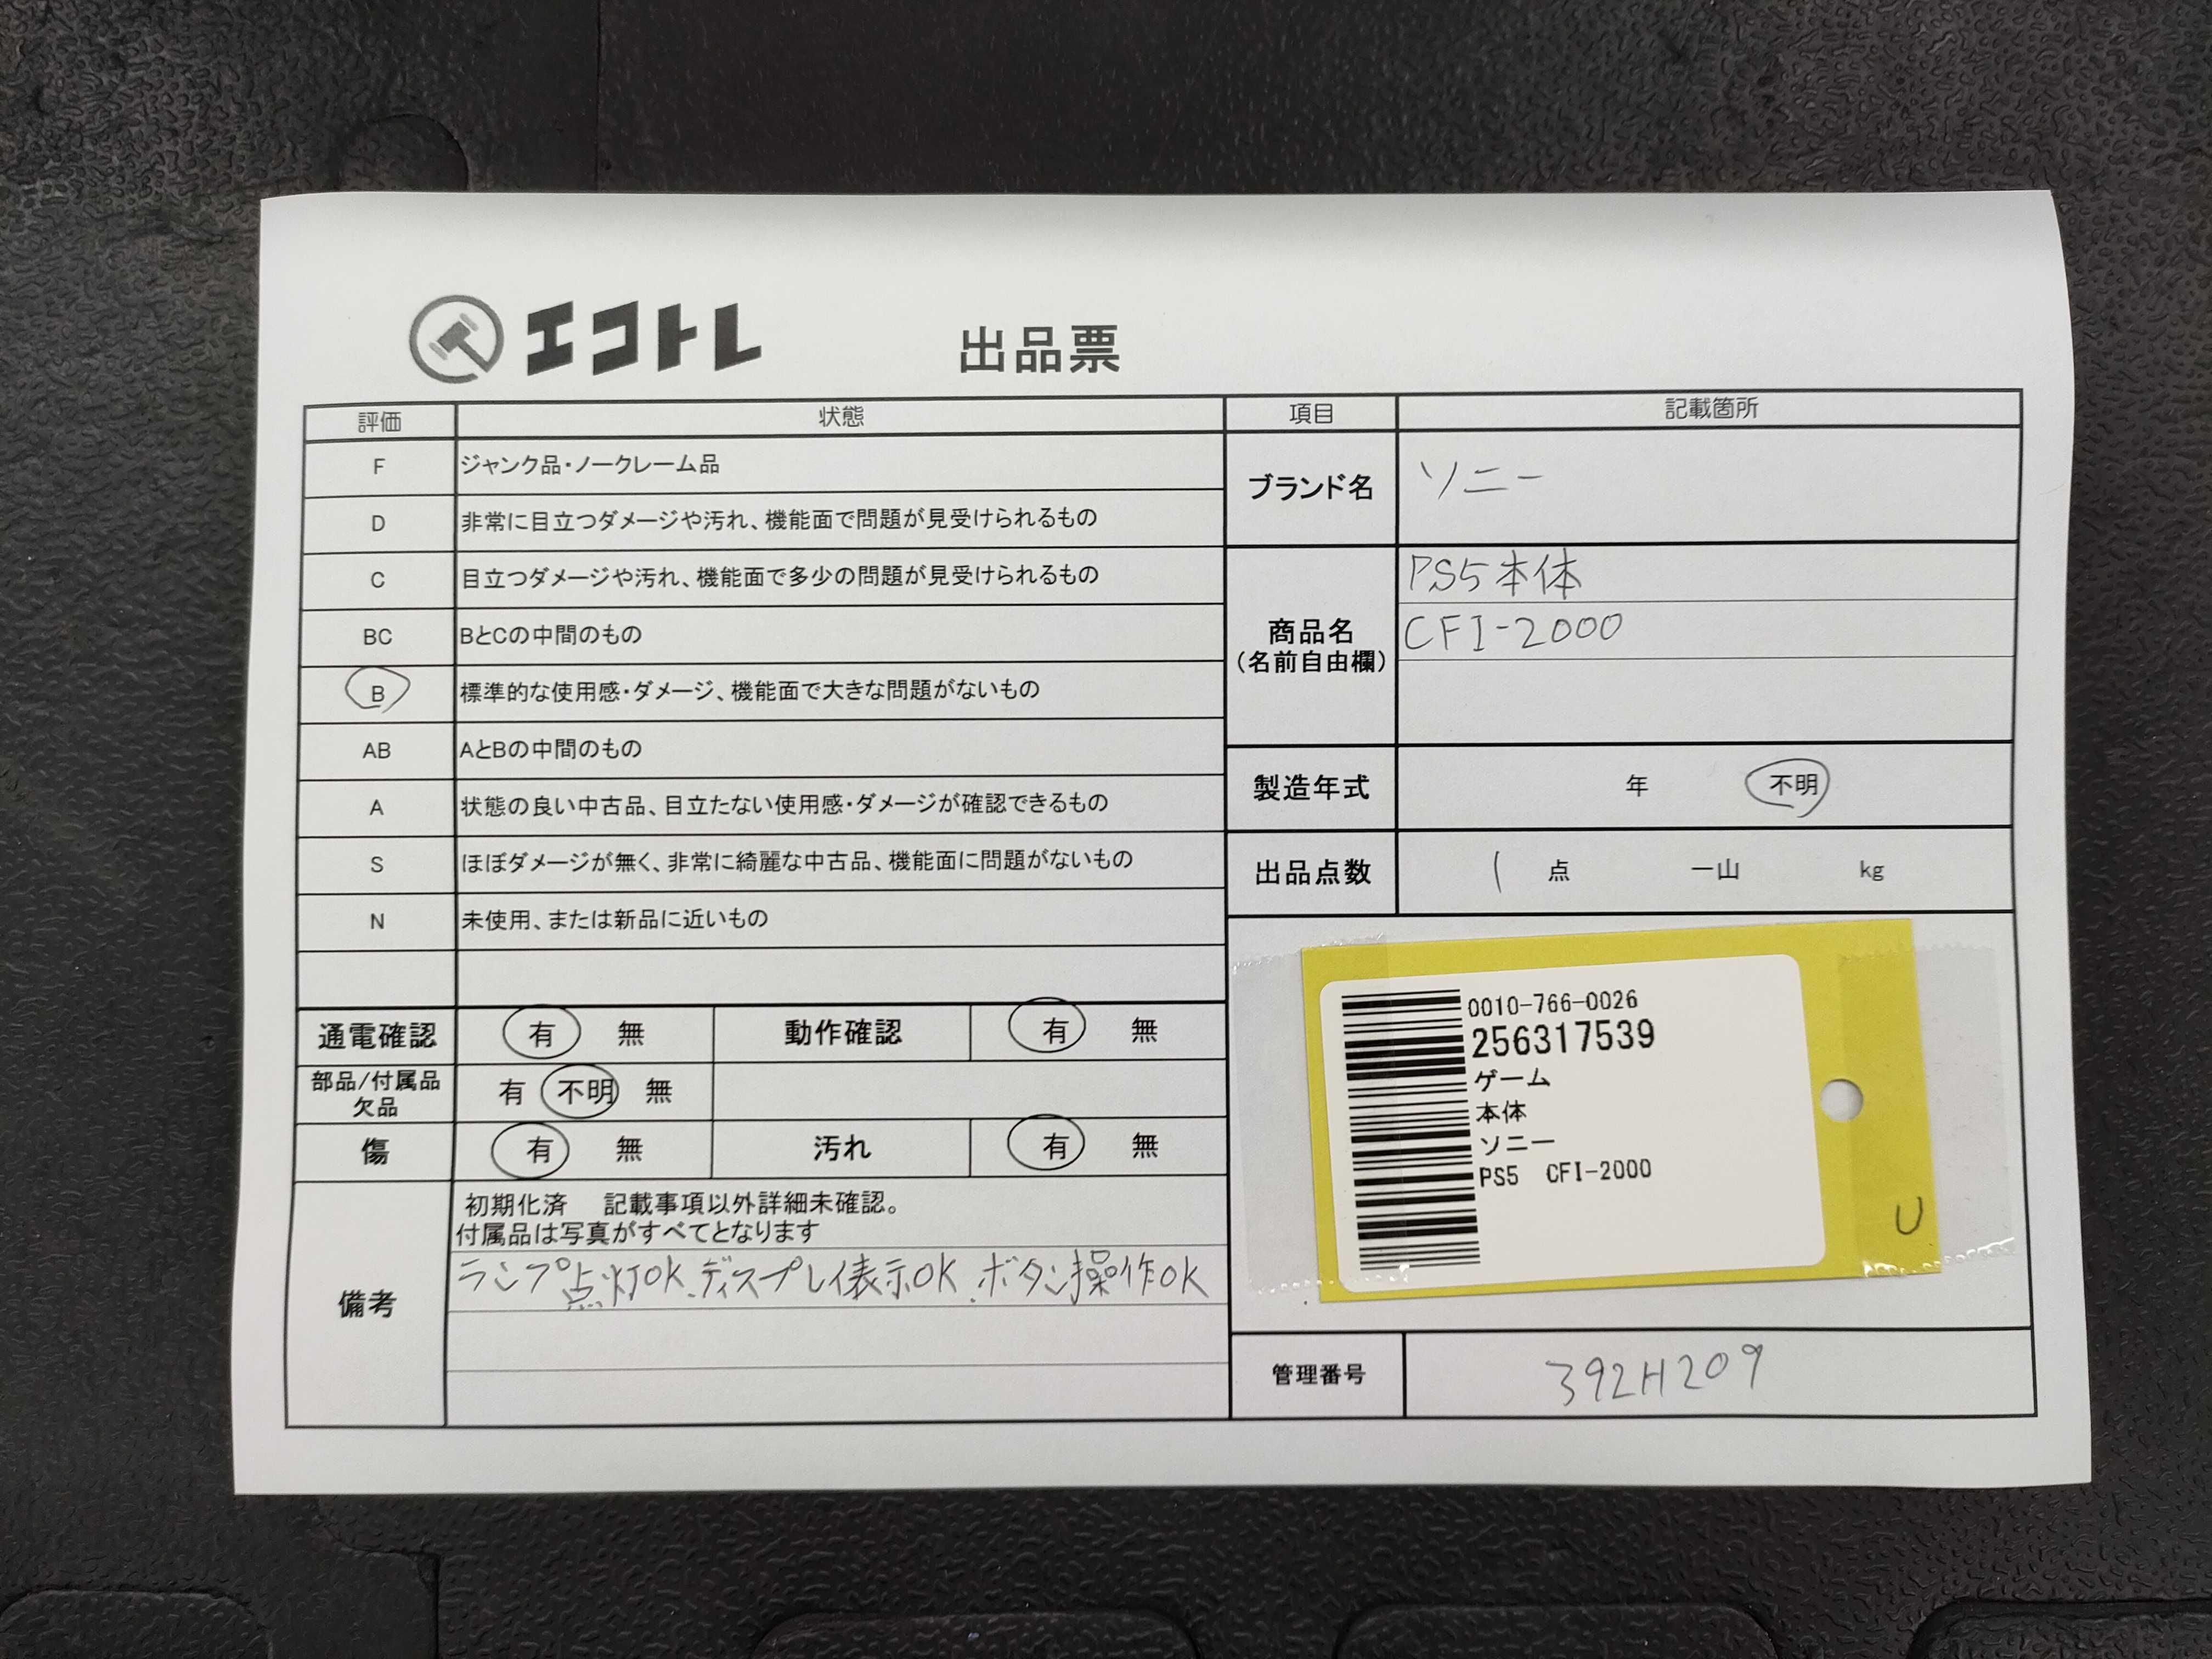 エコトレ
出品票
評価 状態
F ジャンク品・ノークレーム品
D 非常に目立つダメージや汚れ、機能面で問題が見受けられるもの
C 目立つダメージや汚れ、機能面で多少の問題が見受けられるもの
BC BとCの中間のもの
B 標準的な使用感・ダメージ、機能面で大きな問題がないもの
AB AとBの中間のもの
A 状態の良い中古品、目立たない使用感・ダメージが確認できるもの
S ほぼダメージが無く、非常に綺麗な中古品、機能面に問題がないもの
N 未使用、または新品に近いもの
通電確認 有 無 動作確認 有 無
部品/付属品
欠品
有 不明 無
傷 有 無 汚れ 有 無
備考
初期化済 記載事項以外詳細未確認。
付属品は写真がすべてとなります
ランプ点灯OK.ディスプレイ表示OK.ボタン操作OK
項目 記載箇所
ブランド名 ソニー
商品名
(名前自由欄)
PS5本体
CFI-2000
製造年式 年 不明
出品点数 1 点 一山 kg
0010-766-0026
256317539
ゲーム
本体
ソニー
PS5 CFI-2000
U
管理番号 392H209